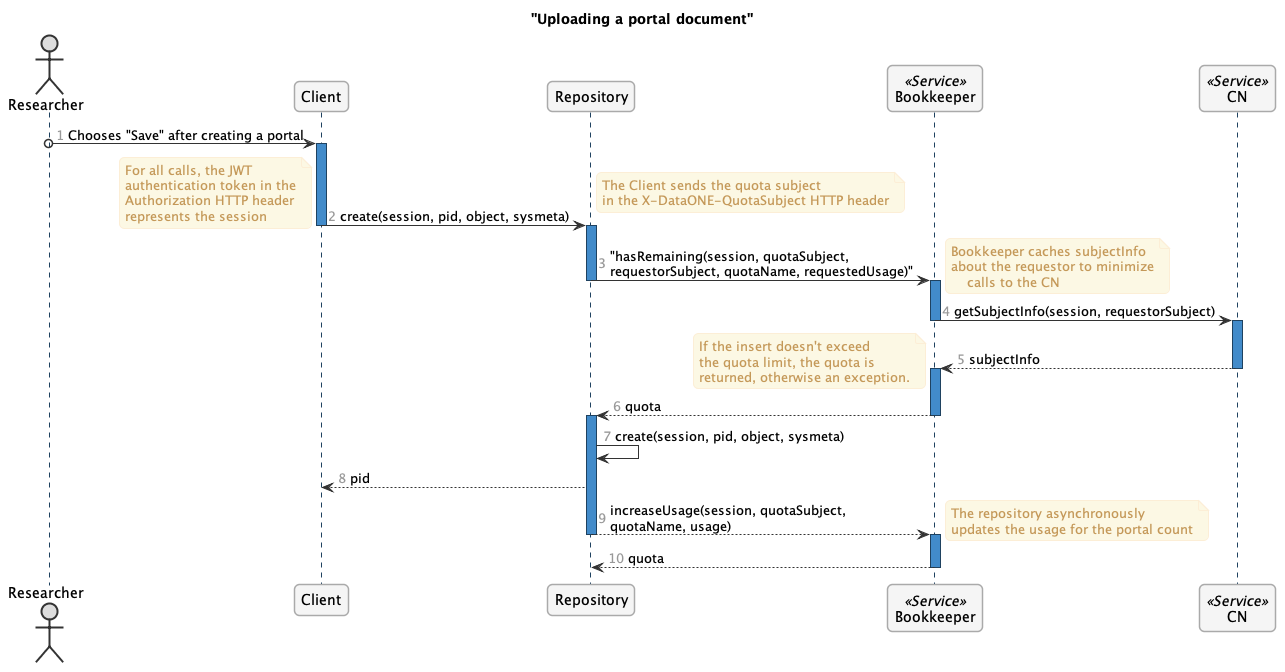 "Uploading a portal document"
Researcher
Client
Repository
«Service»
Bookkeeper
«Service»
CN
1 Chooses "Save" after creating a portal
For all calls, the JWT
authentication token in the
Authorization HTTP header
represents the session
The Client sends the quota subject
in the X-DataONE-QuotaSubject HTTP header
2 create(session, pid, object, sysmeta)
3 "hasRemaining(session, quotaSubject,
requestorSubject, quotaName, requestedUsage)"
Bookkeeper caches subjectInfo
about the requestor to minimize
calls to the CN
4 getSubjectInfo(session, requestorSubject)
If the insert doesn't exceed
the quota limit, the quota is
returned, otherwise an exception.
5 subjectInfo
6 quota
7 create(session, pid, object, sysmeta)
8 pid
9 increaseUsage(session, quotaSubject,
quotaName, usage)
The repository asynchronously
updates the usage for the portal count
10 quota
Researcher
Client
Repository
«Service»
Bookkeeper
«Service»
CN